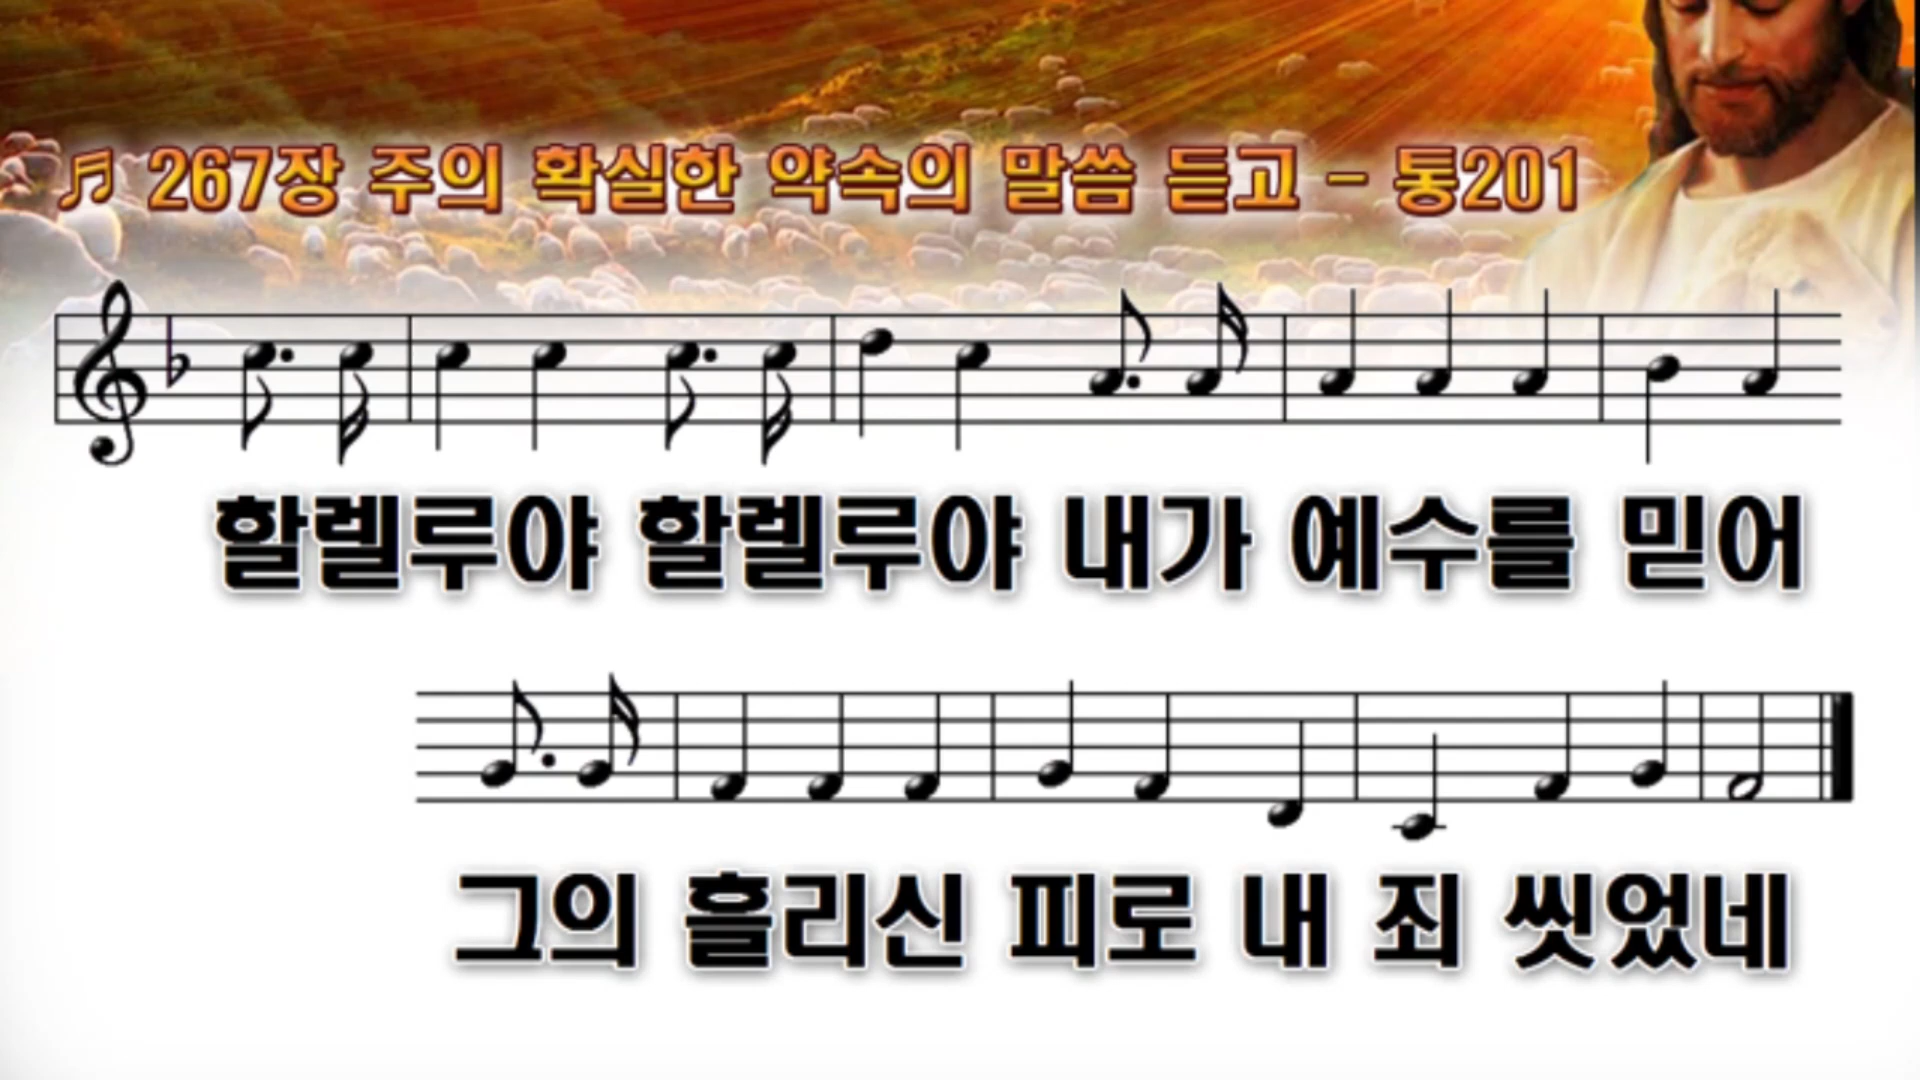 ♬ 267장 주의 확실한 약속의 말씀 듣고 - 통201
할렐루야 할렐루야 내가 예수를 믿어
그의 흘리신 피로 내 죄 씻었네